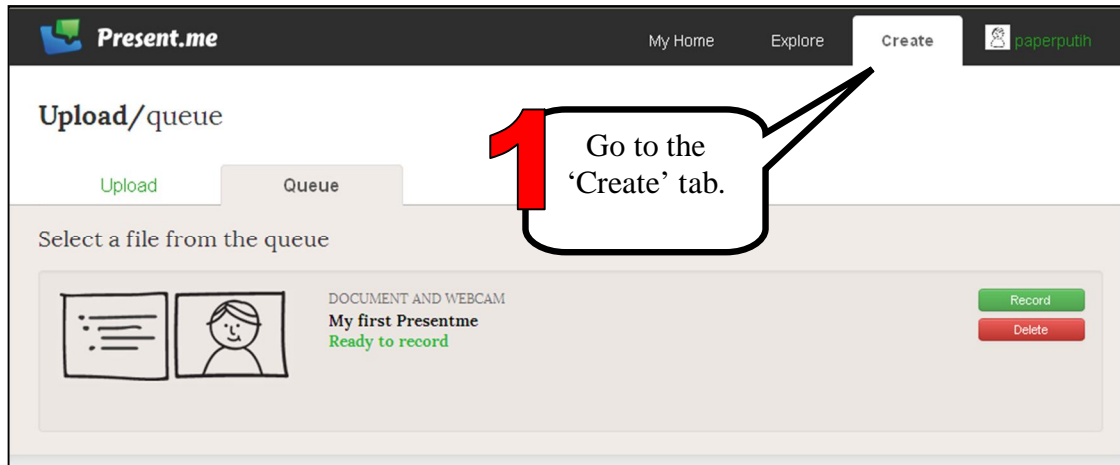 Present.me
My Home Explore Create paperputih
Upload/queue
1
Go to the
‘Create’ tab.
Upload Queue
Select a file from the queue
DOCUMENT AND WEBCAM
My first Presentme
Ready to record
Record
Delete